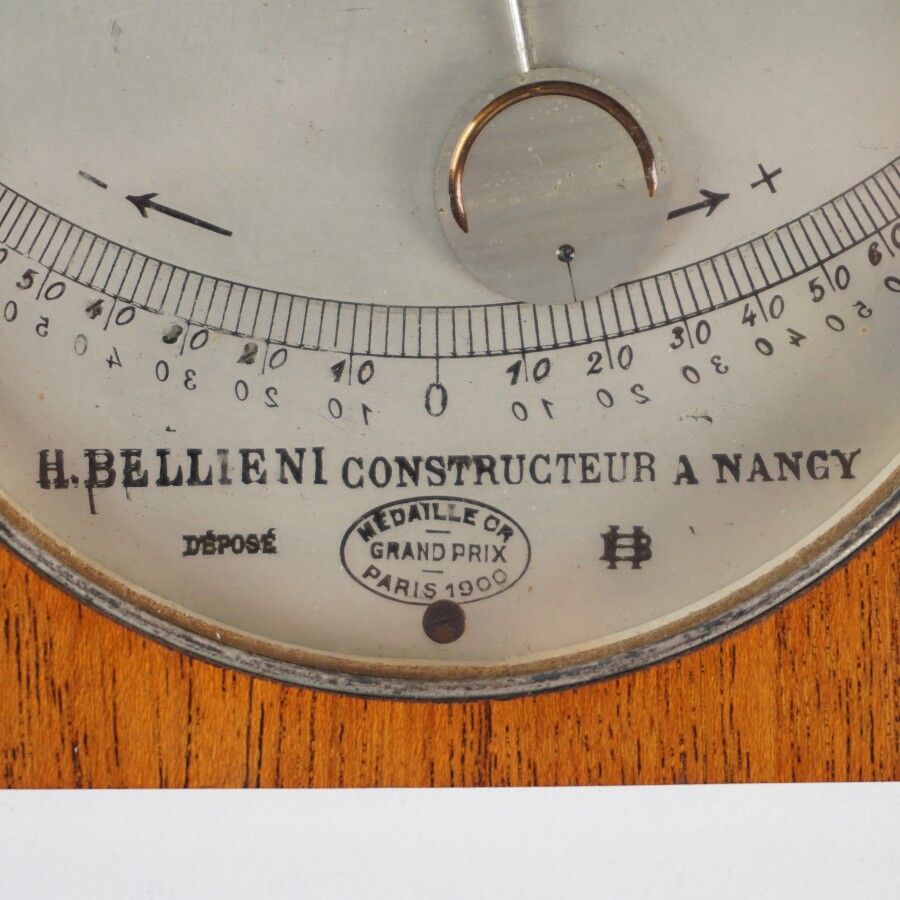 − +
50 40 30 20 10 0 10 20 30 40 50 60
50 40 30 20 10 10 20 30 40 50
H. BELLIENI CONSTRUCTEUR A NANCY
DÉPOSÉ
MÉDAILLE OR
GRAND PRIX
PARIS 1900
HB